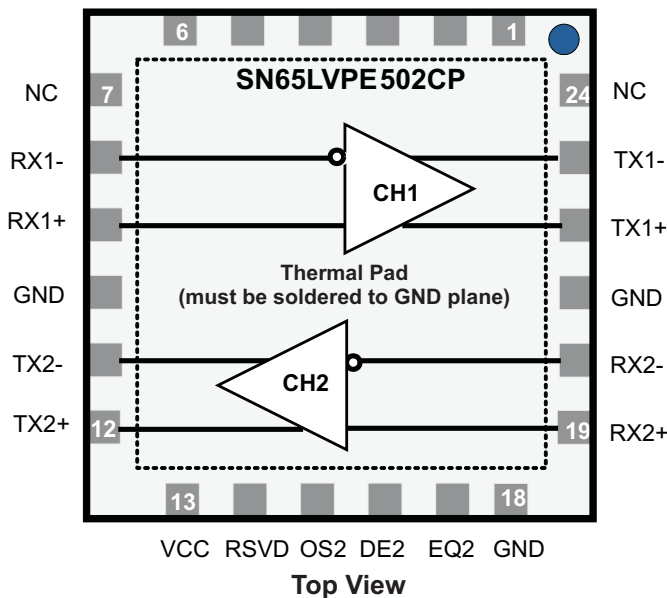 6 1
SN65LVPE502CP
NC 7 24 NC
RX1- TX1-
CH1
RX1+ TX1+
Thermal Pad
GND (must be soldered to GND plane) GND
TX2- RX2-
CH2
TX2+ 12 19 RX2+
13 18
VCC RSVD OS2 DE2 EQ2 GND
Top View